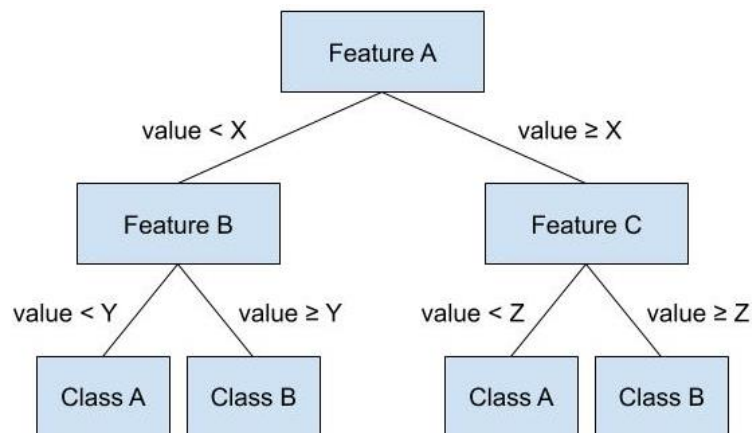 Feature A
value < X
value ≥ X
Feature B
Feature C
value < Y
value ≥ Y
value < Z
value ≥ Z
Class A
Class B
Class A
Class B